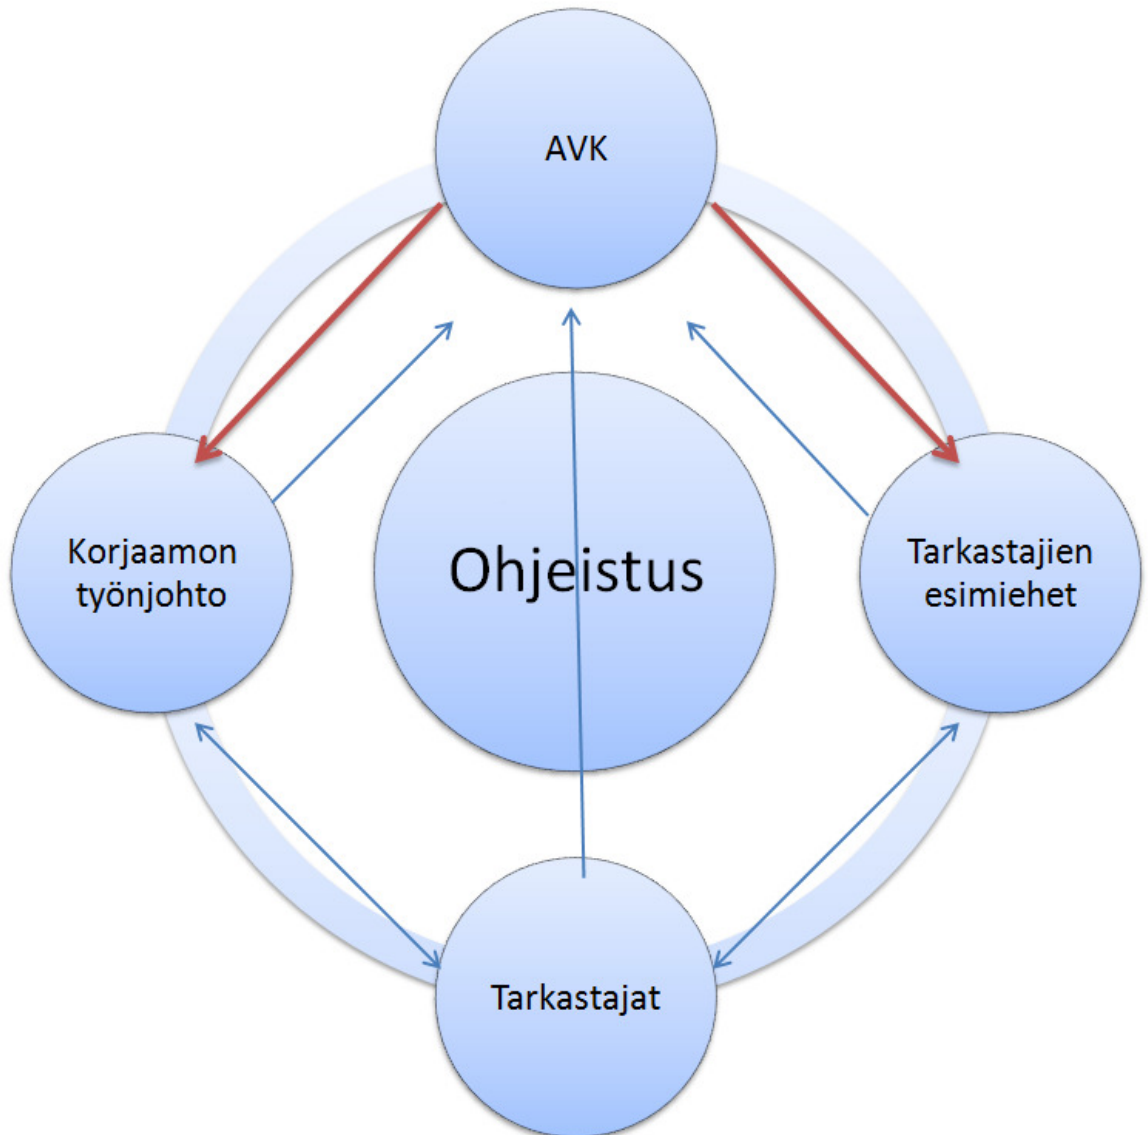 AVK
Korjaamon
työnjohto
Ohjeistus
Tarkastajien
esimiehet
Tarkastajat